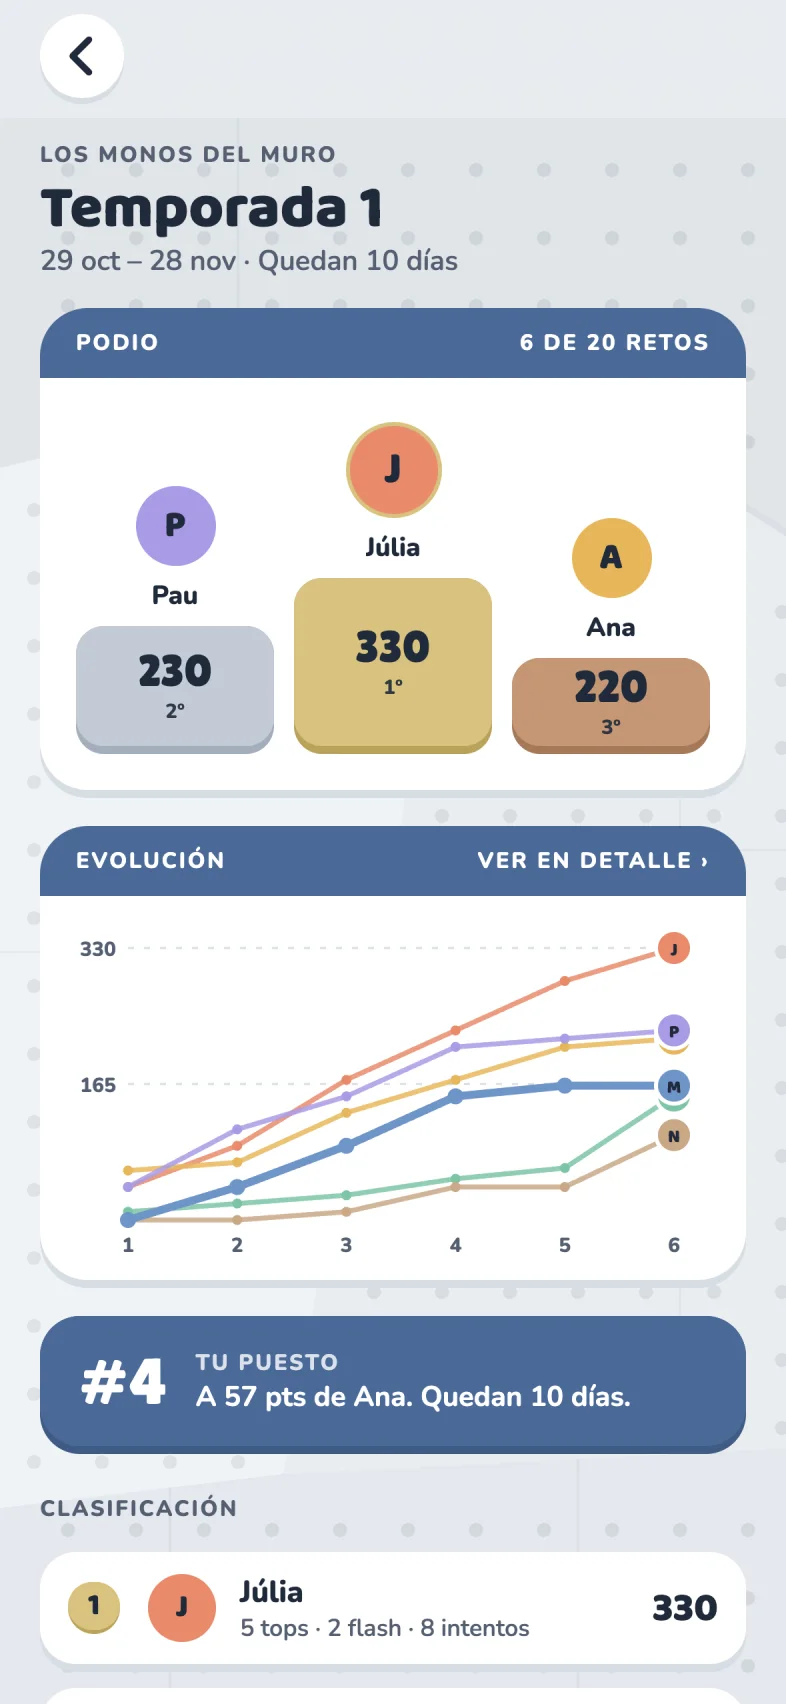 LOS MONOS DEL MURO
Temporada 1
29 oct – 28 nov · Quedan 10 días
PODIO
6 DE 20 RETOS
J
Júlia
P
Pau
A
Ana
330
1º
230
2º
220
3º
EVOLUCIÓN
VER EN DETALLE ›
330
165
J
P
M
N
1 2 3 4 5 6
#4
TU PUESTO
A 57 pts de Ana. Quedan 10 días.
CLASIFICACIÓN
1
J
Júlia
5 tops · 2 flash · 8 intentos
330